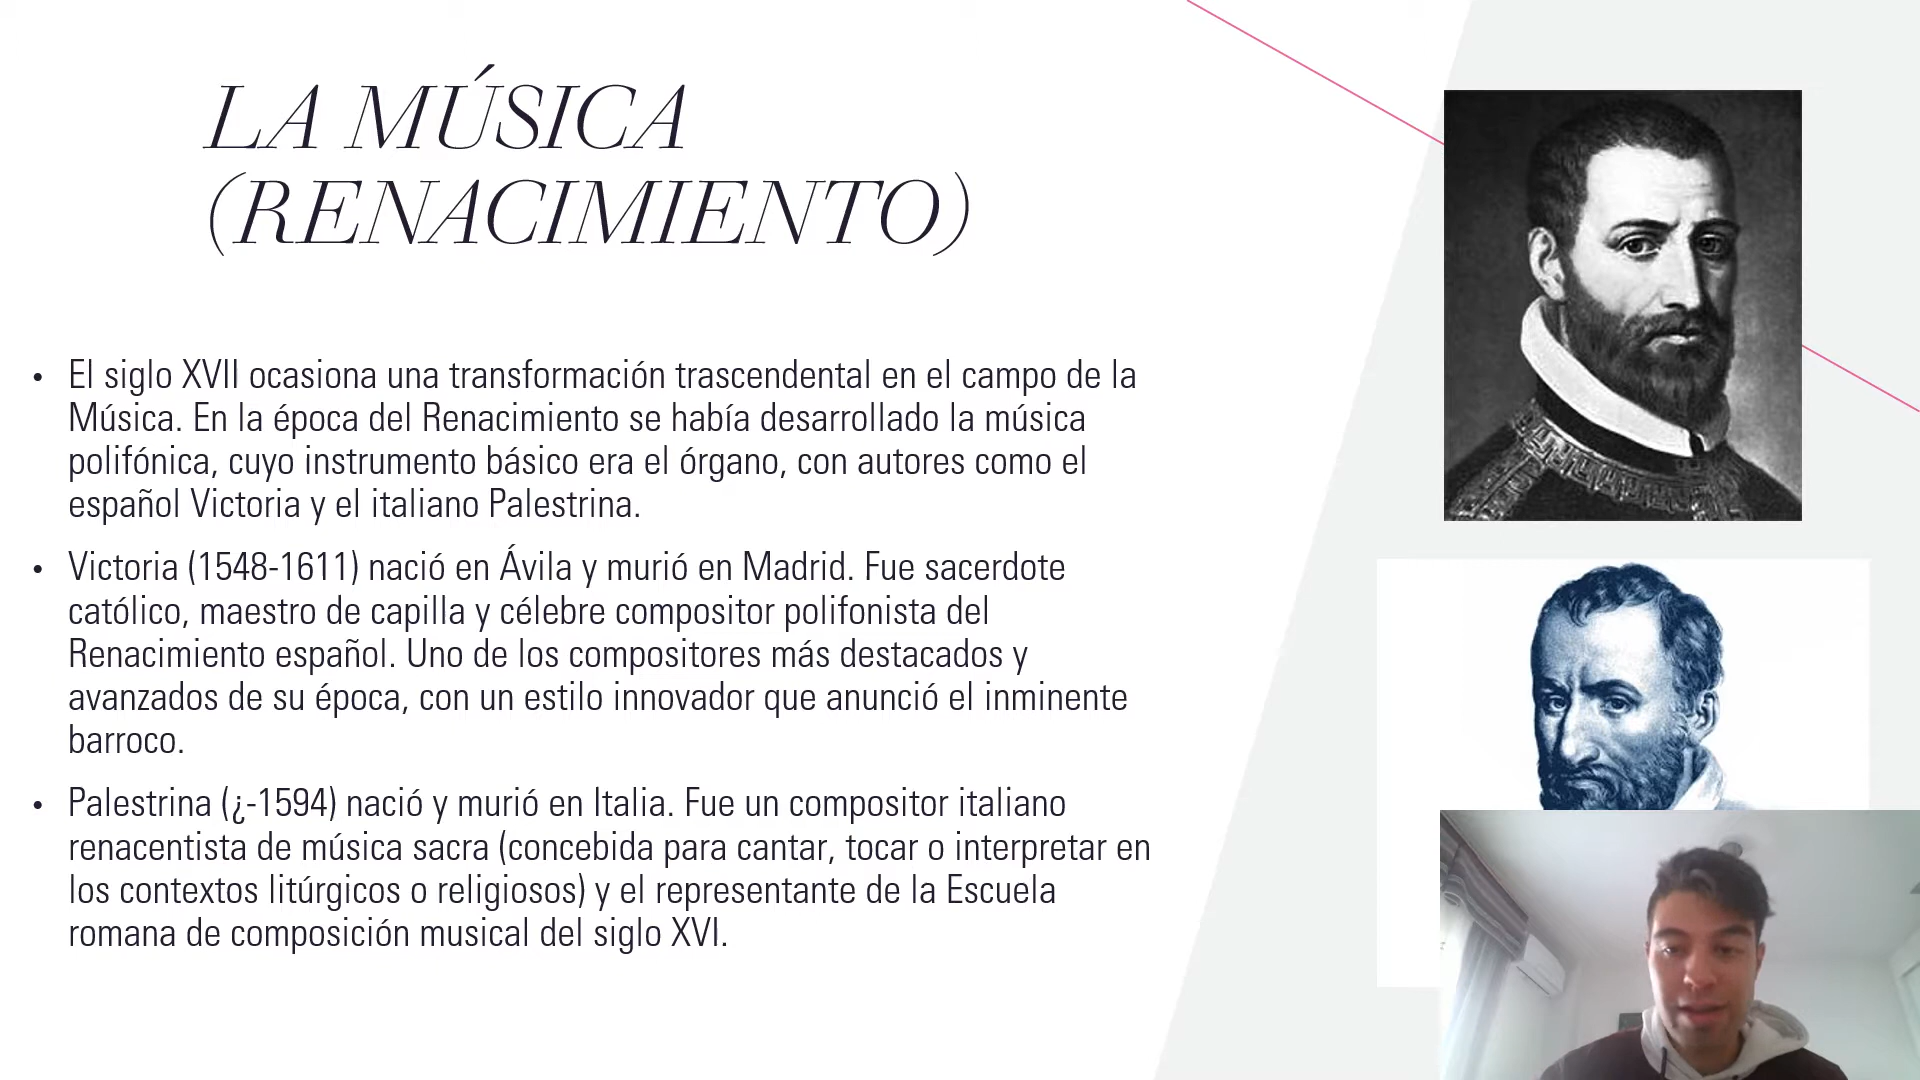 LA MÚSICA
(RENACIMIENTO)
• El siglo XVII ocasiona una transformación trascendental en el campo de la
Música. En la época del Renacimiento se había desarrollado la música
polifónica, cuyo instrumento básico era el órgano, con autores como el
español Victoria y el italiano Palestrina.
• Victoria (1548-1611) nació en Ávila y murió en Madrid. Fue sacerdote
católico, maestro de capilla y célebre compositor polifonista del
Renacimiento español. Uno de los compositores más destacados y
avanzados de su época, con un estilo innovador que anunció el inminente
barroco.
• Palestrina (¿-1594) nació y murió en Italia. Fue un compositor italiano
renacentista de música sacra (concebida para cantar, tocar o interpretar en
los contextos litúrgicos o religiosos) y el representante de la Escuela
romana de composición musical del siglo XVI.